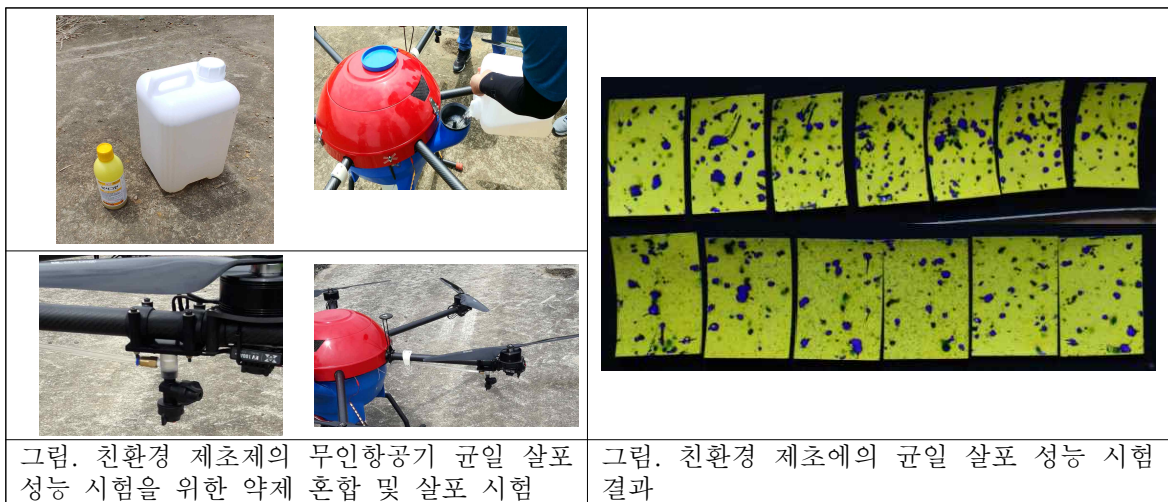 그림. 친환경 제초제의 무인항공기 균일 살포
성능 시험을 위한 약제 혼합 및 살포 시험
그림. 친환경 제초에의 균일 살포 성능 시험
결과